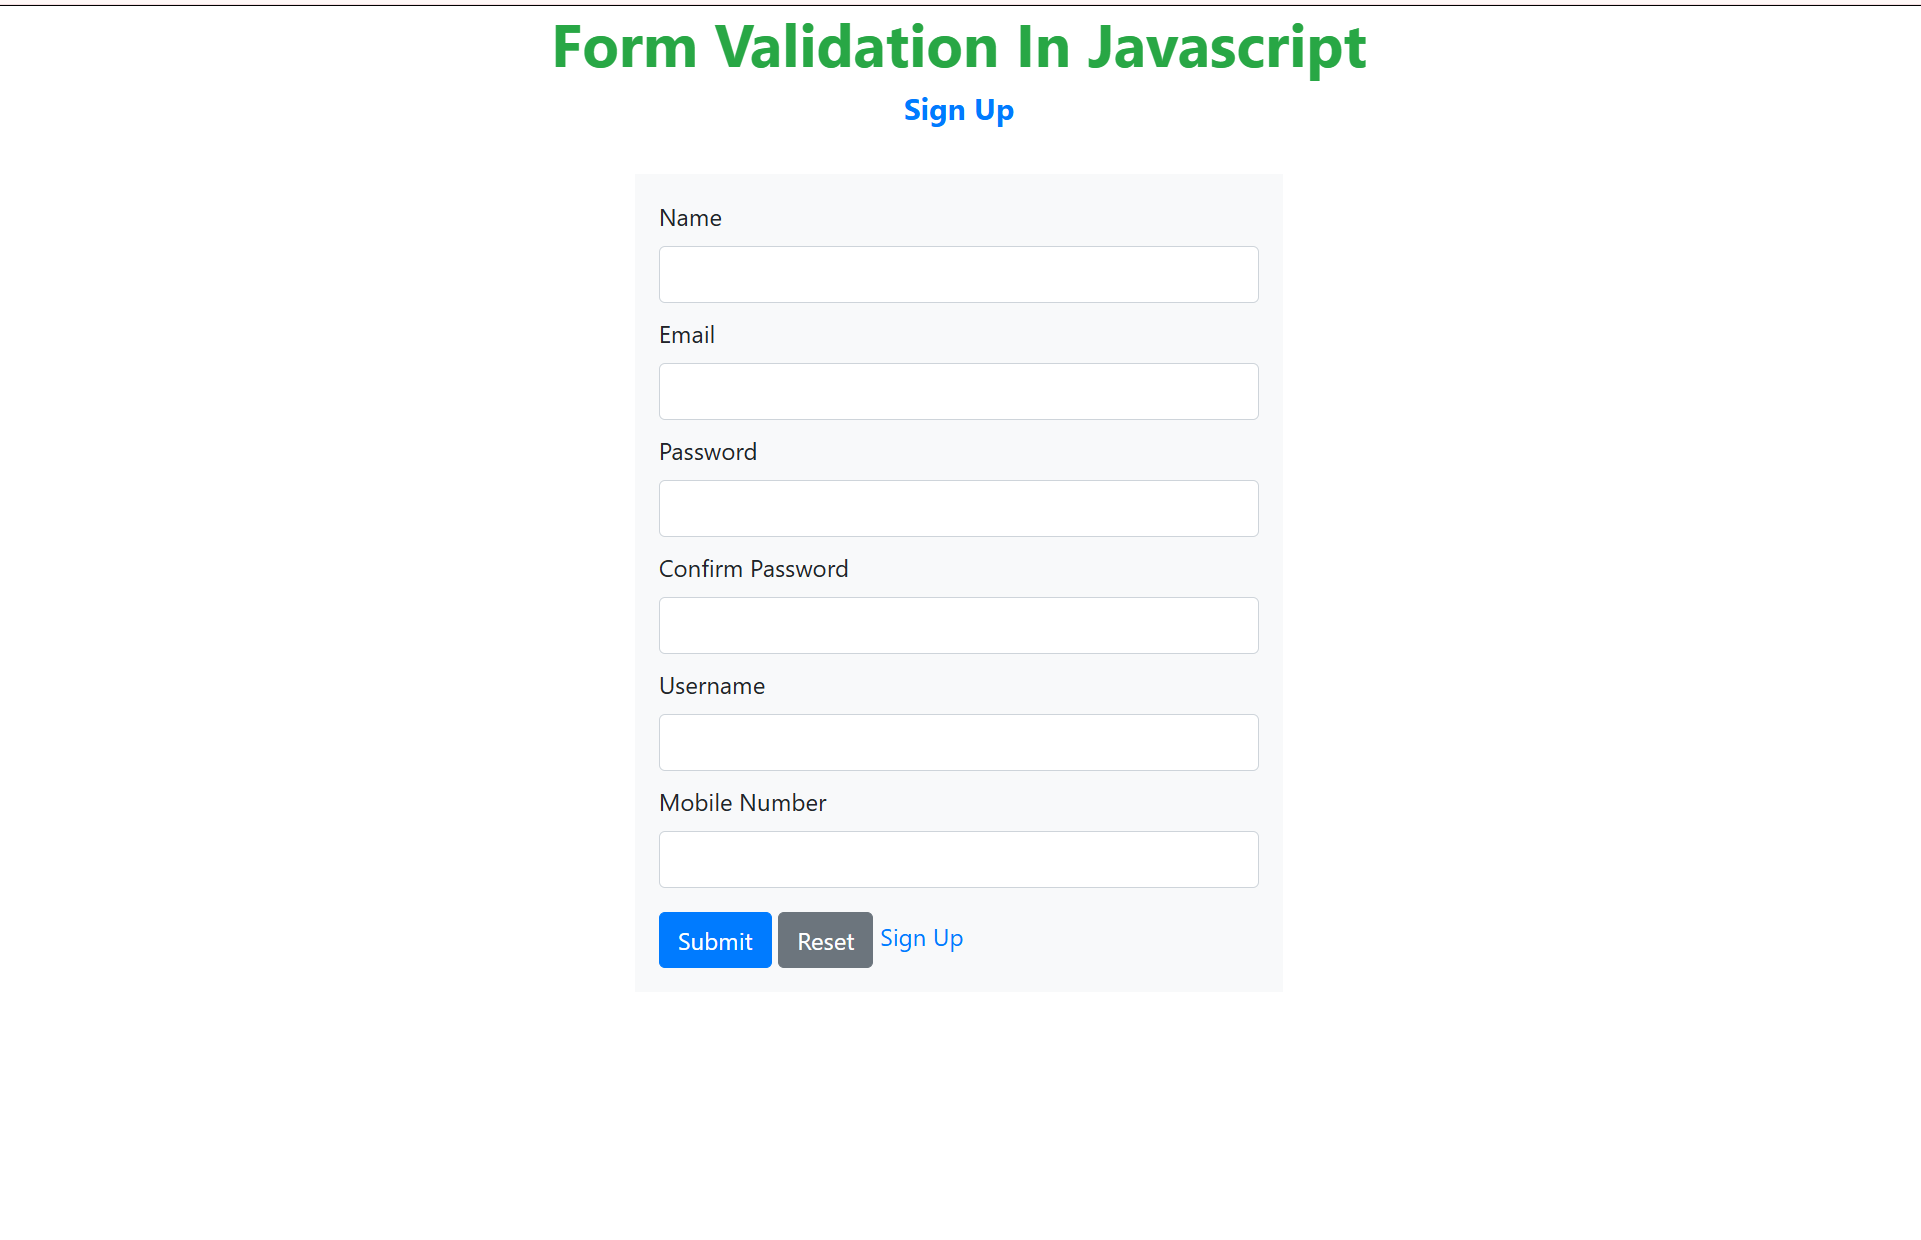 Form Validation In Javascript
Sign Up
Name
Email
Password
Confirm Password
Username
Mobile Number
Submit Reset Sign Up